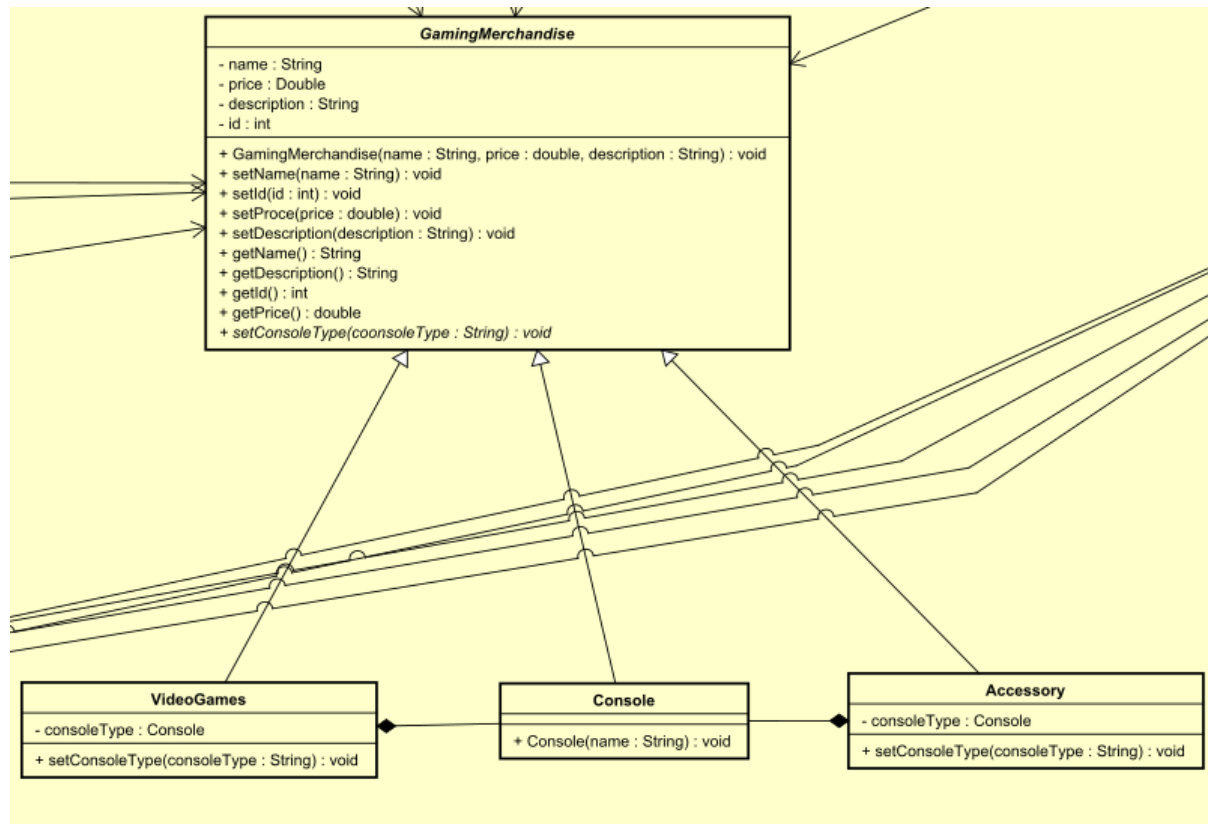 GamingMerchandise
- name : String
- price : Double
- description : String
- id : int
+ GamingMerchandise(name : String, price : double, description : String) : void
+ setName(name : String) : void
+ setId(id : int) : void
+ setProce(price : double) : void
+ setDescription(description : String) : void
+ getName() : String
+ getDescription() : String
+ getId() : int
+ getPrice() : double
+ setConsoleType(coonsoleType : String) : void
VideoGames
- consoleType : Console
+ setConsoleType(consoleType : String) : void
Console
+ Console(name : String) : void
Accessory
- consoleType : Console
+ setConsoleType(consoleType : String) : void